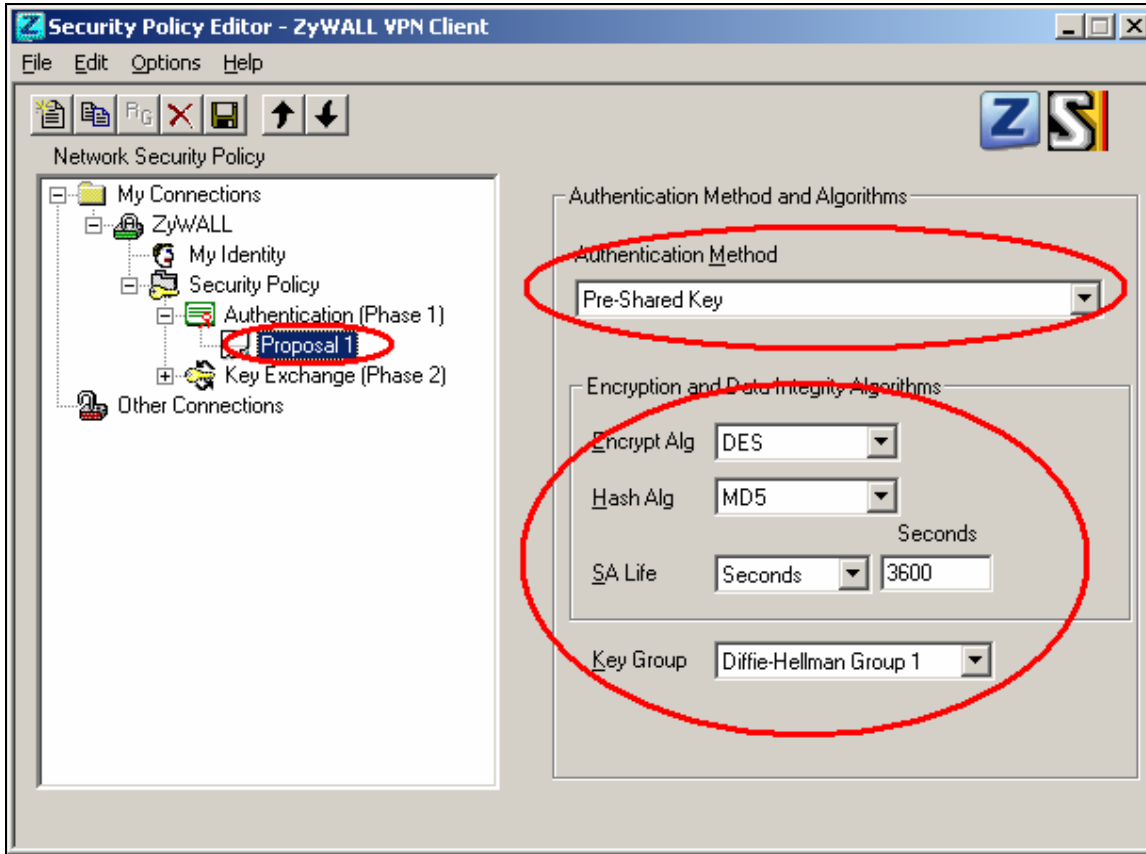 Security Policy Editor - ZyWALL VPN Client
File Edit Options Help
Network Security Policy
My Connections
ZyWALL
My Identity
Security Policy
Authentication (Phase 1)
Proposal 1
Key Exchange (Phase 2)
Other Connections
Authentication Method and Algorithms
Authentication Method
Pre-Shared Key
Encryption and Data Integrity Algorithms
Encrypt Alg DES
Hash Alg MD5
Seconds
SA Life Seconds 3600
Key Group Diffie-Hellman Group 1